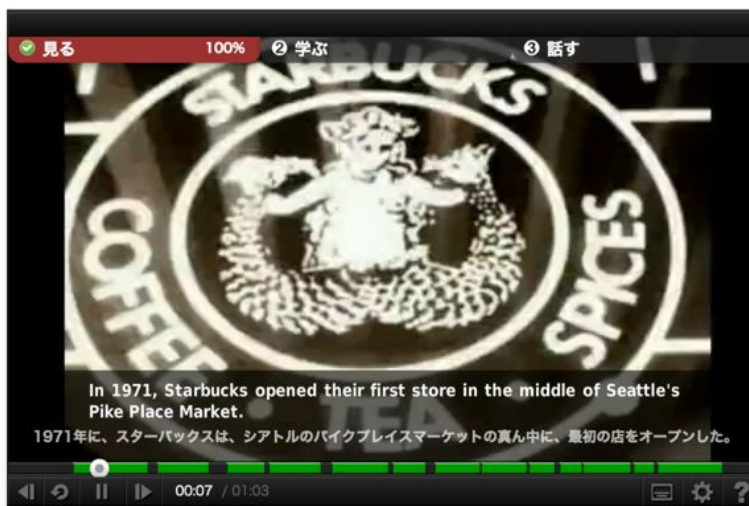 見る 100% ❷ 学ぶ ❸ 話す
STARBUCKS
COFFEE
SPICES
TEA
In 1971, Starbucks opened their first store in the middle of Seattle's
Pike Place Market.
1971年に、スターバックスは、シアトルのパイクプレイスマーケットの真ん中に、最初の店をオープンした。
00:07 / 01:03
?